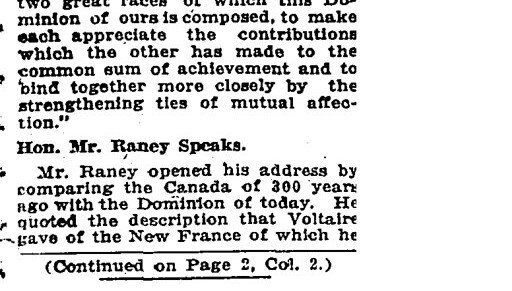 two great races of which this Do-
minion of ours is composed, to make
each appreciate the contributions
which the other has made to the
common sum of achievement and to
bind together more closely by the
strengthening ties of mutual affec-
tion."
Hon. Mr. Raney Speaks.
Mr. Raney opened his address by
comparing the Canada of 300 years
ago with the Dominion of today. He
quoted the description that Voltaire
gave of the New France of which he
(Continued on Page 2, Col. 2.)